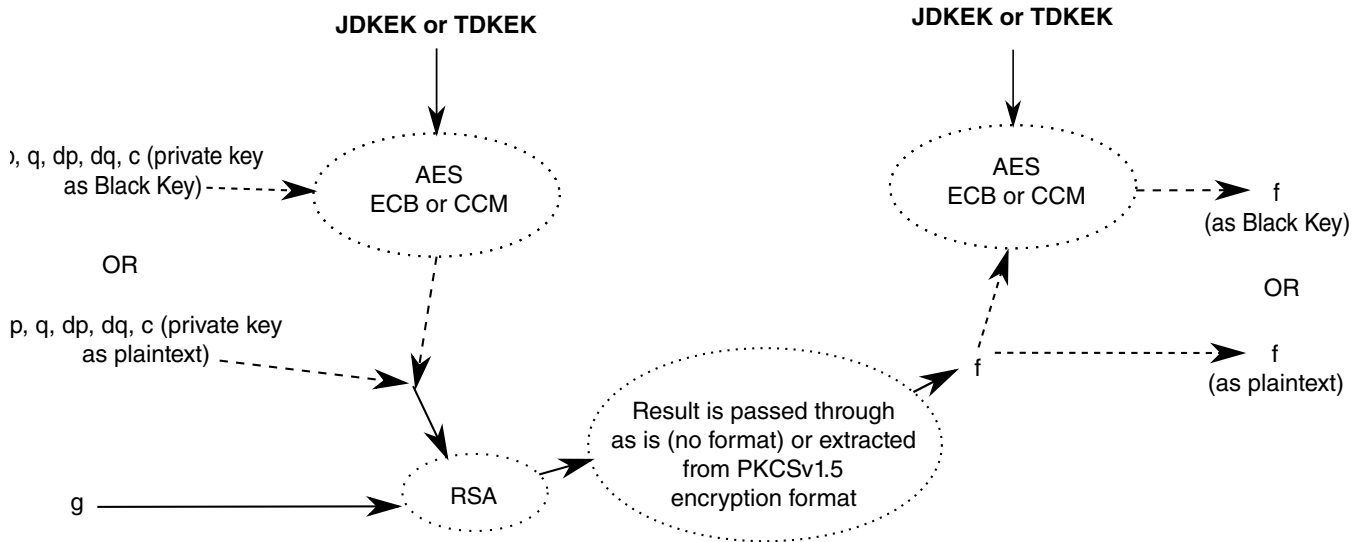 JDKEK or TDKEK
JDKEK or TDKEK
, q, dp, dq, c (private key
as Black Key)
AES
ECB or CCM
AES
ECB or CCM
f
(as Black Key)
OR
OR
p, q, dp, dq, c (private key
as plaintext)
f
f
(as plaintext)
Result is passed through
as is (no format) or extracted
from PKCSv1.5
encryption format
RSA
g